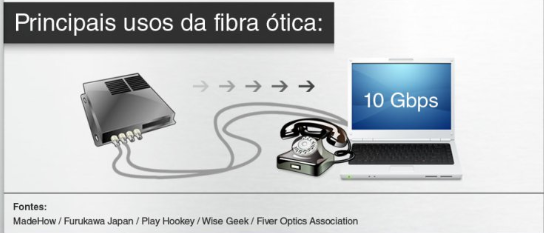 Principais usos da fibra ótica:
10 Gbps
Fontes:
MadeHow / Furukawa Japan / Play Hookey / Wise Geek / Fiver Optics Association